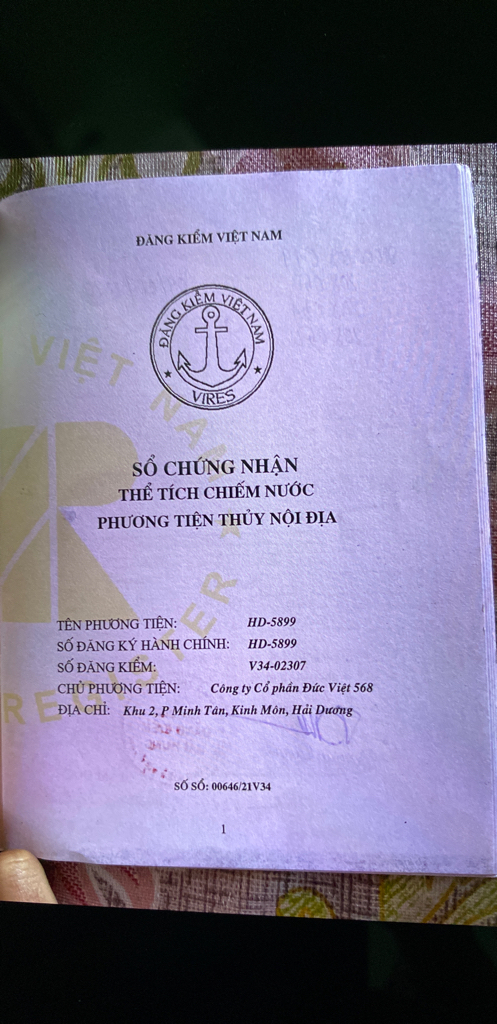 ĐĂNG KIỂM VIỆT NAM
ĐĂNG KIỂM VIỆT NAM
VIRES
VIỆT NAM
REGISTER
SỔ CHỨNG NHẬN
THỂ TÍCH CHIẾM NƯỚC
PHƯƠNG TIỆN THỦY NỘI ĐỊA
TÊN PHƯƠNG TIỆN: HD-5899
SỐ ĐĂNG KÝ HÀNH CHÍNH: HD-5899
SỐ ĐĂNG KIỂM: V34-02307
CHỦ PHƯƠNG TIỆN: Công ty Cổ phần Đức Việt 568
ĐỊA CHỈ: Khu 2, P Minh Tân, Kinh Môn, Hải Dương
SỐ SỔ: 00646/21V34
1